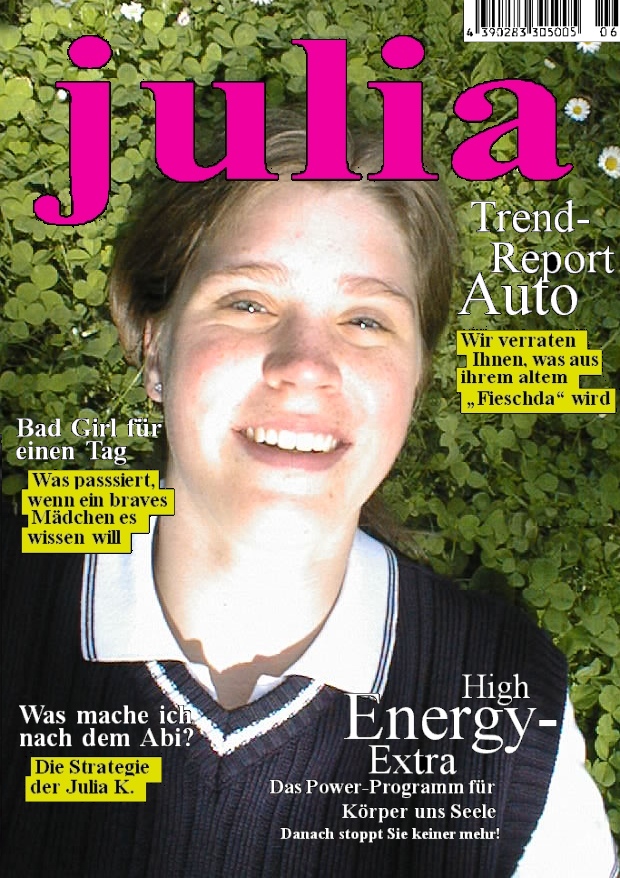 4 390283 305005 06
julia
Trend-
Report
Auto
Wir verraten
Ihnen, was aus
ihrem altem
„Fieschda“ wird
Bad Girl für
einen Tag
Was passsiert,
wenn ein braves
Mädchen es
wissen will
Was mache ich
nach dem Abi?
Die Strategie
der Julia K.
High
Energy-
Extra
Das Power-Programm für
Körper uns Seele
Danach stoppt Sie keiner mehr!